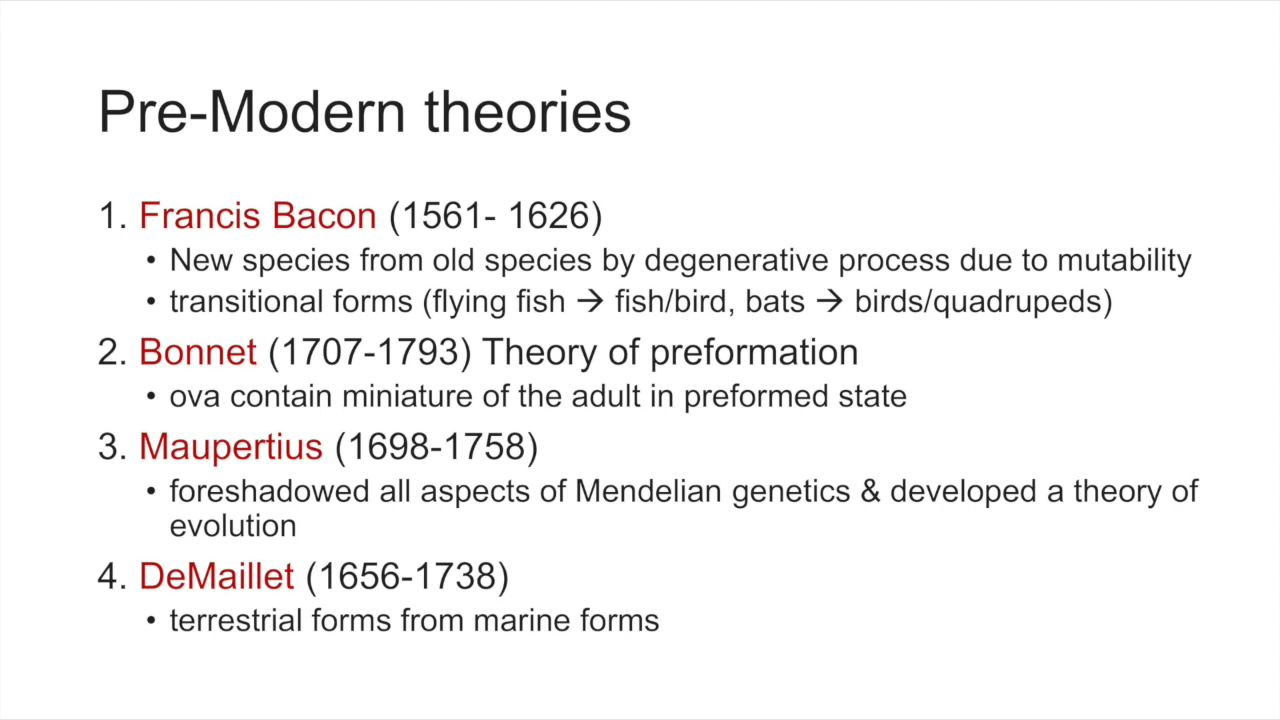 Pre-Modern theories
1. Francis Bacon (1561- 1626)
• New species from old species by degenerative process due to mutability
• transitional forms (flying fish → fish/bird, bats → birds/quadrupeds)
2. Bonnet (1707-1793) Theory of preformation
• ova contain miniature of the adult in preformed state
3. Maupertius (1698-1758)
• foreshadowed all aspects of Mendelian genetics & developed a theory of
evolution
4. DeMaillet (1656-1738)
• terrestrial forms from marine forms